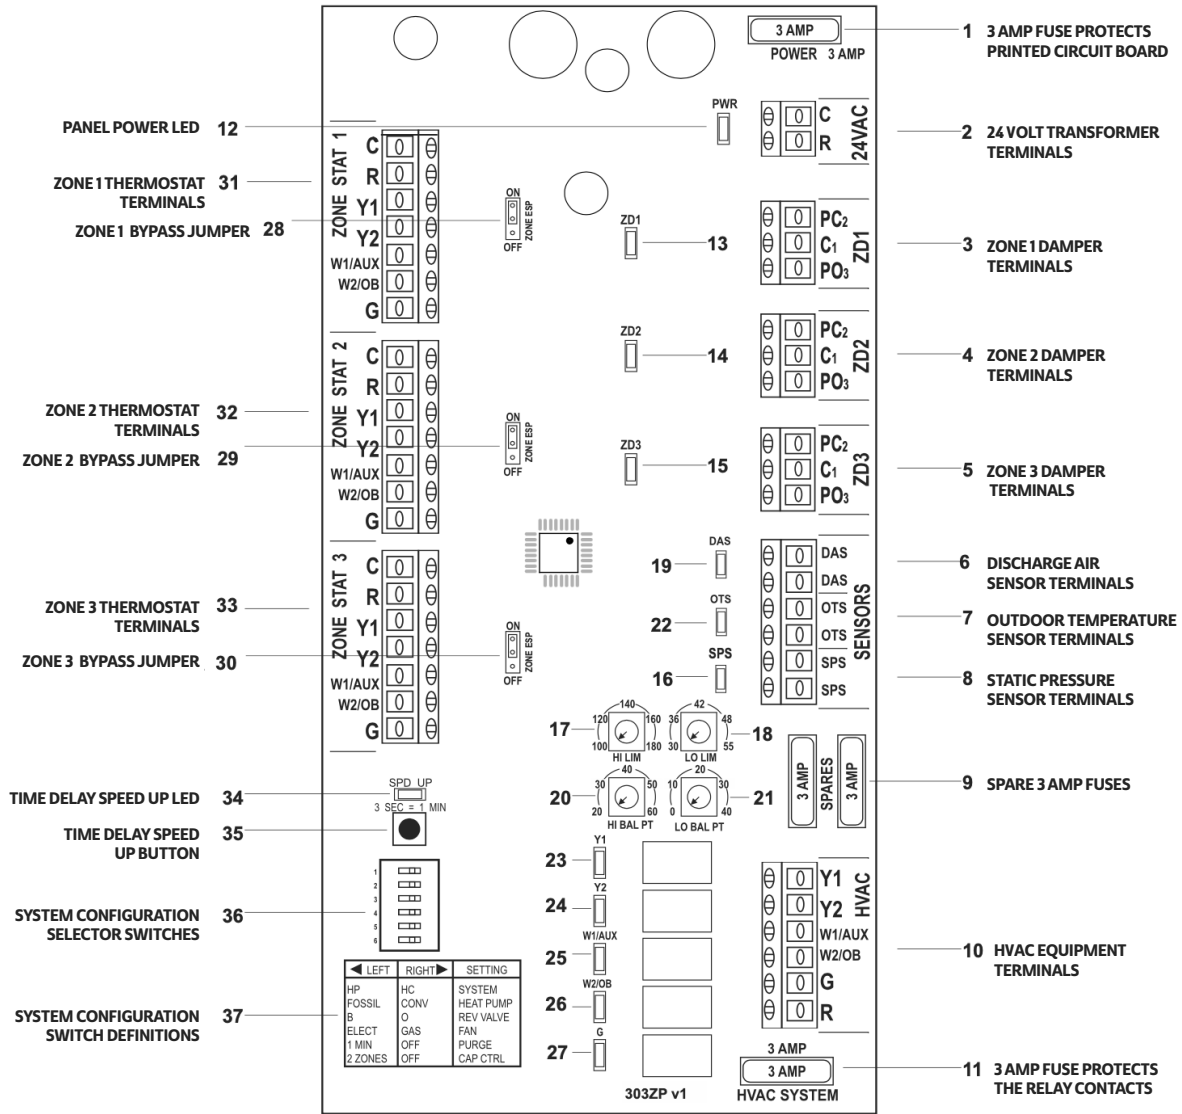 3 AMP
POWER 3 AMP
1 3 AMP FUSE PROTECTS
PRINTED CIRCUIT BOARD
PANEL POWER LED 12
PWR
C
R
24VAC
2 24 VOLT TRANSFORMER
TERMINALS
ZONE STAT 1
C
R
Y1
Y2
W1/AUX
W2/OB
G
ZONE 1 THERMOSTAT 31
TERMINALS
ZONE 1 BYPASS JUMPER 28
ON
ZONE ESP
OFF
ZD1
13
PC2
C1
PO3
ZD1
3 ZONE 1 DAMPER
TERMINALS
ZD2
14
PC2
C1
PO3
ZD2
4 ZONE 2 DAMPER
TERMINALS
ZONE STAT 2
C
R
Y1
Y2
W1/AUX
W2/OB
G
ZONE 2 THERMOSTAT 32
TERMINALS
ZONE 2 BYPASS JUMPER 29
ON
ZONE ESP
OFF
ZD3
15
PC2
C1
PO3
ZD3
5 ZONE 3 DAMPER
TERMINALS
ZONE STAT 3
C
R
Y1
Y2
W1/AUX
W2/OB
G
ZONE 3 THERMOSTAT 33
TERMINALS
ZONE 3 BYPASS JUMPER 30
ON
ZONE ESP
OFF
DAS
19
OTS
22
SPS
16
DAS
DAS
OTS
OTS
SPS
SPS
SENSORS
6 DISCHARGE AIR
SENSOR TERMINALS
7 OUTDOOR TEMPERATURE
SENSOR TERMINALS
8 STATIC PRESSURE
SENSOR TERMINALS
17
140
120 160
100 180
HI LIM
42
36 48
30 55
LO LIM
18
20
40
30 50
20 60
HI BAL PT
20
10 30
0 40
LO BAL PT
21
3 AMP
SPARES
3 AMP
9 SPARE 3 AMP FUSES
TIME DELAY SPEED UP LED 34
SPD UP
3 SEC = 1 MIN
TIME DELAY SPEED 35
UP BUTTON
SYSTEM CONFIGURATION 36
SELECTOR SWITCHES
1
2
3
4
5
6
SYSTEM CONFIGURATION 37
SWITCH DEFINITIONS
◀ LEFT RIGHT ▶ SETTING
HP HC SYSTEM
FOSSIL CONV HEAT PUMP
B O REV VALVE
ELECT GAS FAN
1 MIN OFF PURGE
2 ZONES OFF CAP CTRL
Y1
23
Y2
24
W1/AUX
25
W2/OB
26
G
27
Y1
Y2
W1/AUX
W2/OB
G
R
HVAC
10 HVAC EQUIPMENT
TERMINALS
3 AMP
3 AMP
HVAC SYSTEM
11 3 AMP FUSE PROTECTS
THE RELAY CONTACTS
303ZP v1